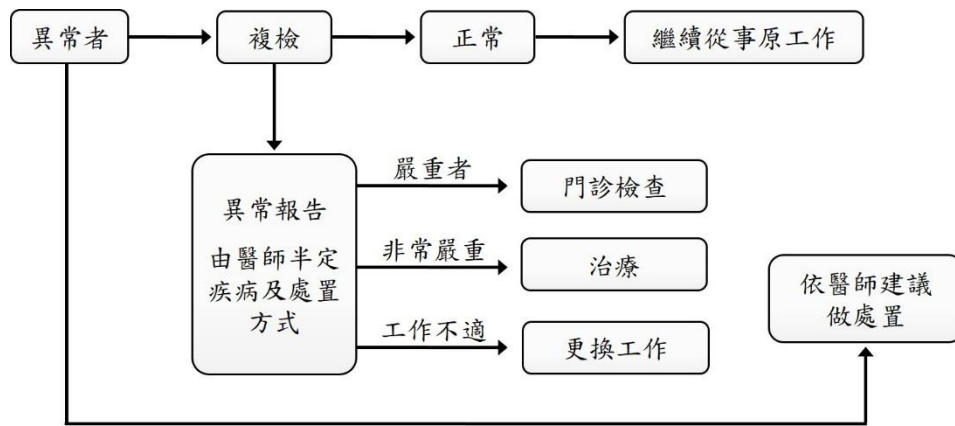 異常者
複檢
正常
繼續從事原工作
異常報告
由醫師半定
疾病及處置
方式
嚴重者
門診檢查
非常嚴重
治療
工作不適
更換工作
依醫師建議
做處置